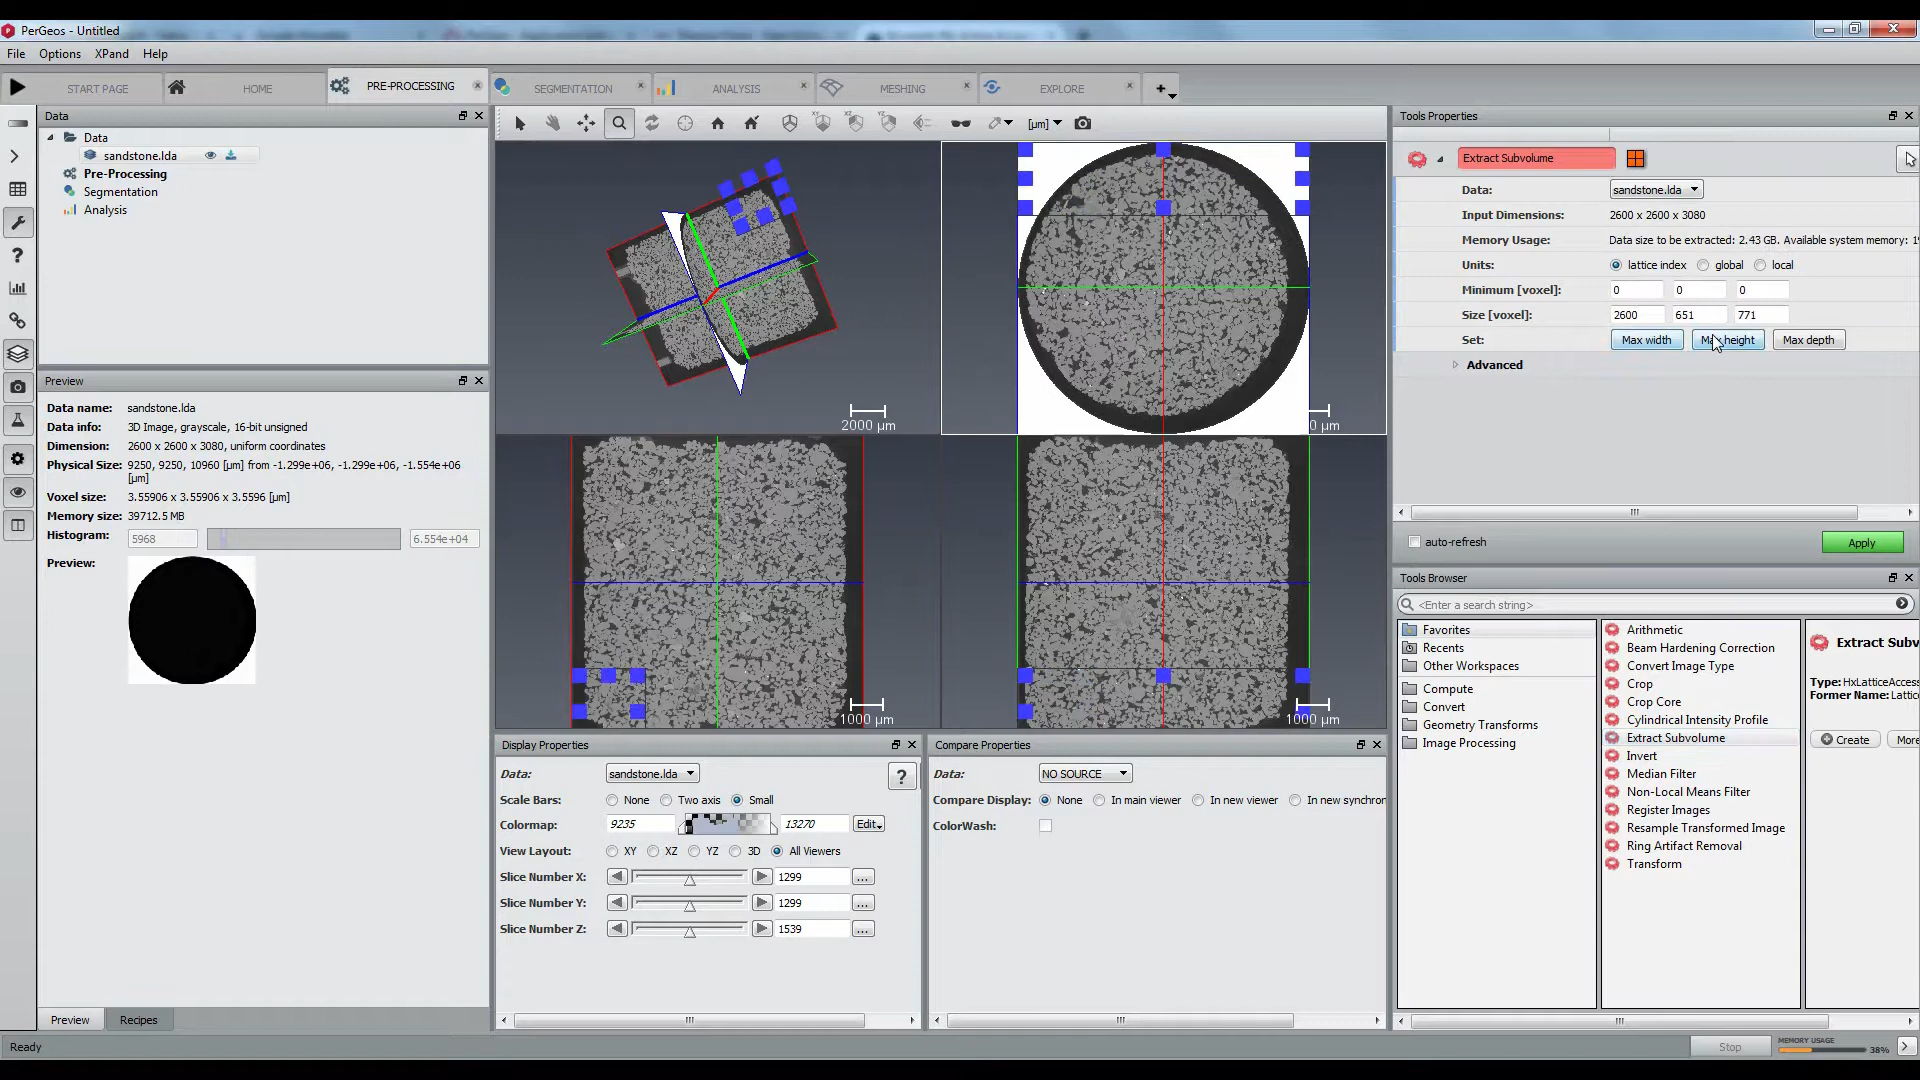 PerGeos - Untitled
File Options XPand Help
START PAGE HOME PRE-PROCESSING SEGMENTATION ANALYSIS MESHING EXPLORE
Data
Data
sandstone.lda
Pre-Processing
Segmentation
Analysis
[µm]
2000 µm
0 µm
1000 µm
1000 µm
Tools Properties
Extract Subvolume
Data: sandstone.lda
Input Dimensions: 2600 x 2600 x 3080
Memory Usage: Data size to be extracted: 2.43 GB. Available system memory: 1
Units: lattice index global local
Minimum [voxel]: 0 0 0
Size [voxel]: 2600 651 771
Set: Max width Max height Max depth
Advanced
auto-refresh Apply
Preview
Data name: sandstone.lda
Data info: 3D Image, grayscale, 16-bit unsigned
Dimension: 2600 x 2600 x 3080, uniform coordinates
Physical Size: 9250, 9250, 10960 [µm] from -1.299e+06, -1.299e+06, -1.554e+06
[µm]
Voxel size: 3.55906 x 3.55906 x 3.5596 [µm]
Memory size: 39712.5 MB
Histogram: 5968 6.554e+04
Preview:
Preview Recipes
Display Properties
Data: sandstone.lda ?
Scale Bars: None Two axis Small
Colormap: 9235 13270 Edit
View Layout: XY XZ YZ 3D All Viewers
Slice Number X: 1299 ...
Slice Number Y: 1299 ...
Slice Number Z: 1539 ...
Compare Properties
Data: NO SOURCE
Compare Display: None In main viewer In new viewer In new synchron
ColorWash:
Tools Browser
<Enter a search string>
Favorites
Recents
Other Workspaces
Compute
Convert
Geometry Transforms
Image Processing
Arithmetic
Beam Hardening Correction
Convert Image Type
Crop
Crop Core
Cylindrical Intensity Profile
Extract Subvolume
Invert
Median Filter
Non-Local Means Filter
Register Images
Resample Transformed Image
Ring Artifact Removal
Transform
Extract Subv
Type: HxLatticeAccess
Former Name: Lattic
Create More
Ready
Stop MEMORY USAGE 38%